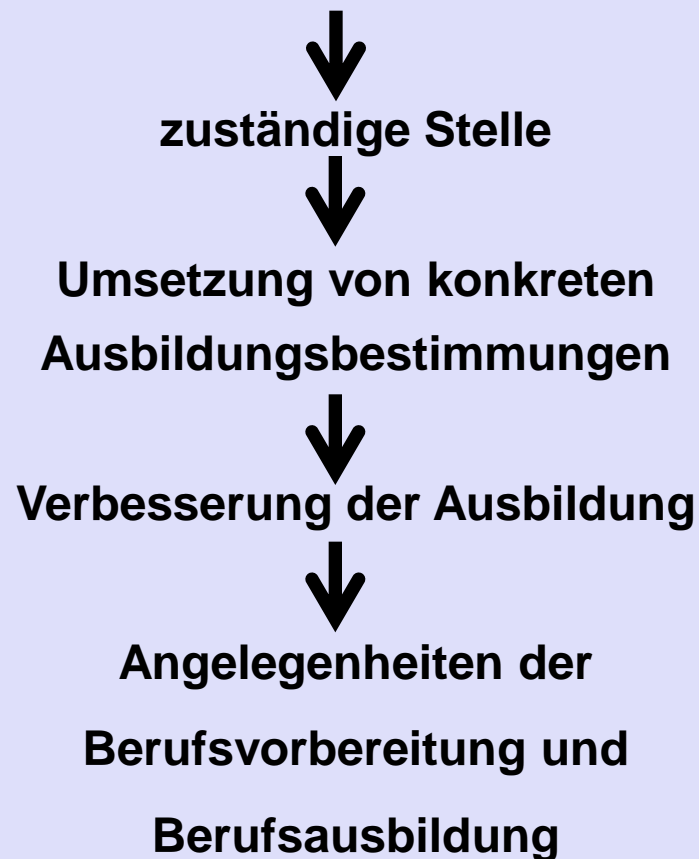 zuständige Stelle
Umsetzung von konkreten
Ausbildungsbestimmungen
Verbesserung der Ausbildung
Angelegenheiten der
Berufsvorbereitung und
Berufsausbildung